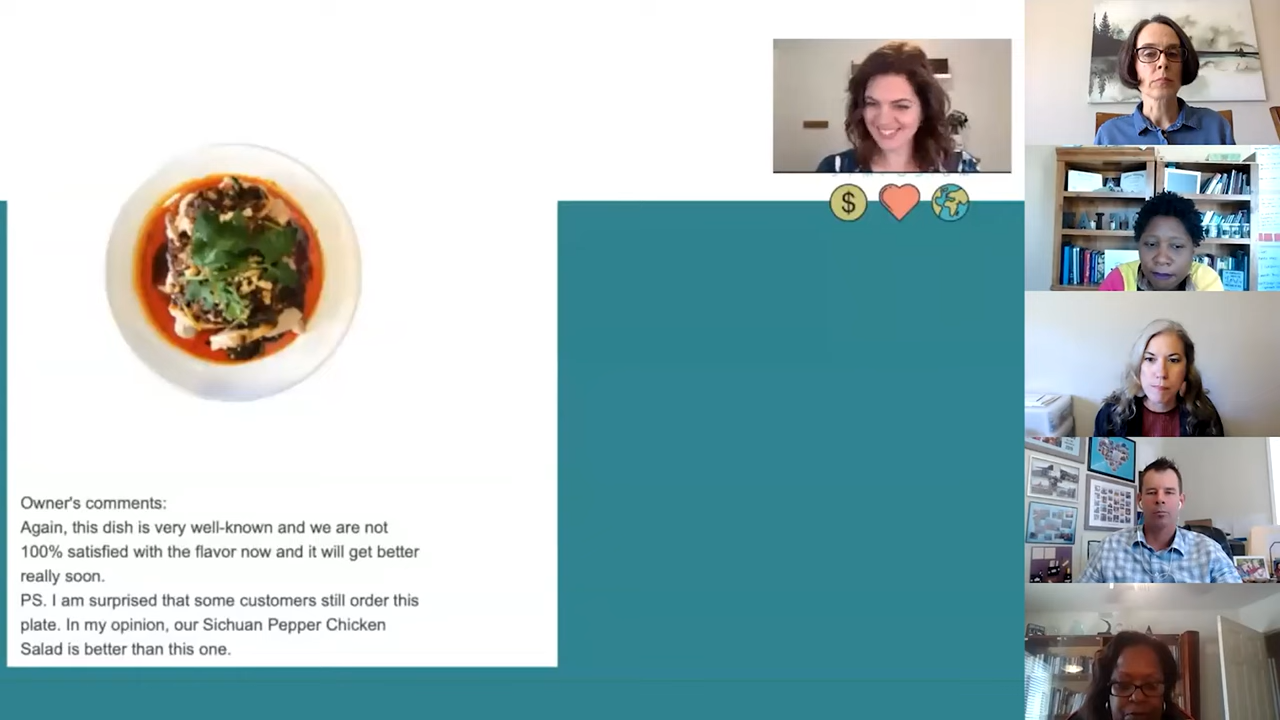 $
Owner's comments:
Again, this dish is very well-known and we are not
100% satisfied with the flavor now and it will get better
really soon.
PS. I am surprised that some customers still order this
plate. In my opinion, our Sichuan Pepper Chicken
Salad is better than this one.